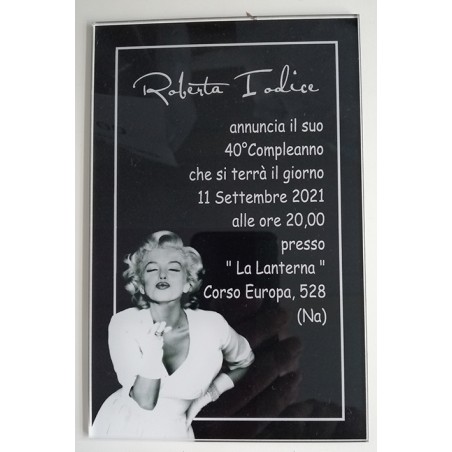 Roberta Iodice
annuncia il suo
40°Compleanno
che si terrà il giorno
11 Settembre 2021
alle ore 20,00
presso
" La Lanterna "
Corso Europa, 528
(Na)